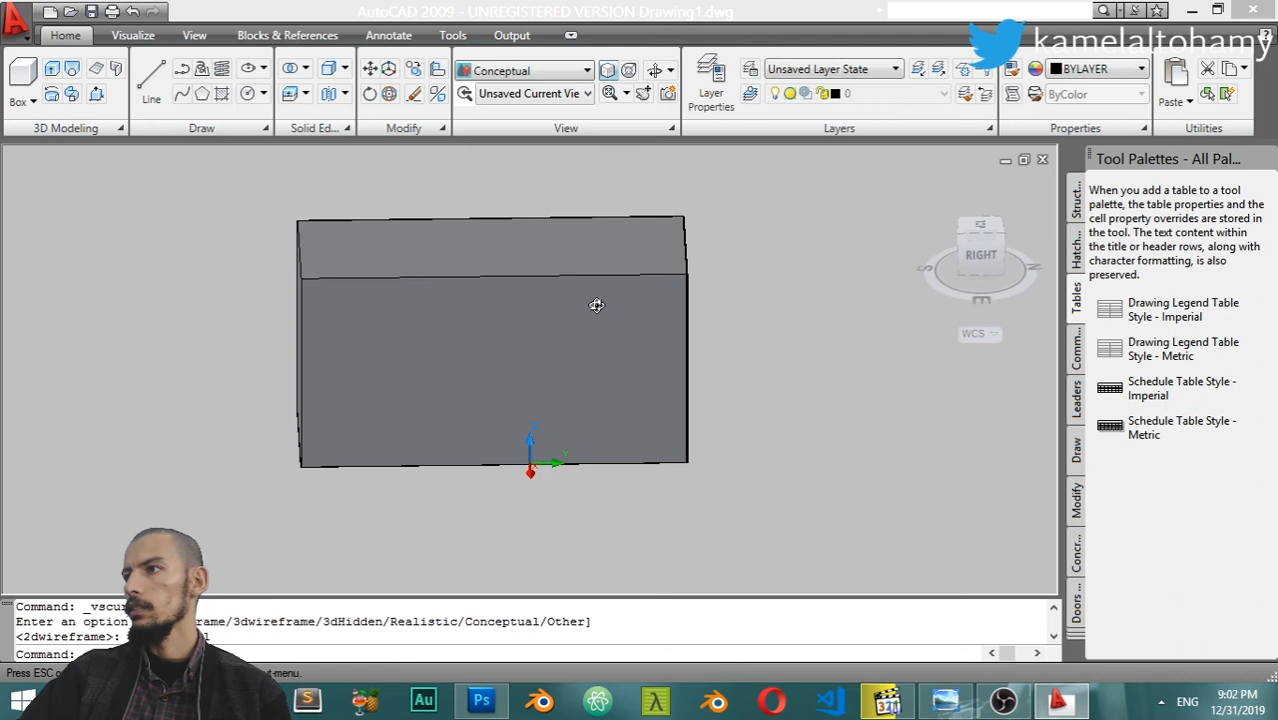 AutoCAD 2009 - UNREGISTERED VERSION Drawing1.dwg
kamelaltohamy
Home Visualize View Blocks & References Annotate Tools Output
Conceptual
Unsaved Layer State
BYLAYER
Box Line
Unsaved Current Vie
Layer Properties
0
ByColor
Paste
3D Modeling Draw Solid Ed... Modify View Layers Properties Utilities
Tool Palettes - All Pal...
When you add a table to a tool
palette, the table properties and the
cell property overrides are stored in
the tool. The text content within
the title or header rows, along with
character formatting, is also
preserved.
Drawing Legend Table
Style - Imperial
Drawing Legend Table
Style - Metric
Schedule Table Style -
Imperial
Schedule Table Style -
Metric
Struct...
Hatch...
Tables
Comm...
Leaders
Draw
Modify
Concr...
Doors ...
RIGHT
S N E
WCS
Z
Y
Command: _vscur
Enter an option rame/3dwireframe/3dHidden/Realistic/Conceptual/Other]
<2dwireframe>: l
Command:
Press ESC o t-menu.
S Au Ps λ 321
ENG
9:02 PM
12/31/2019